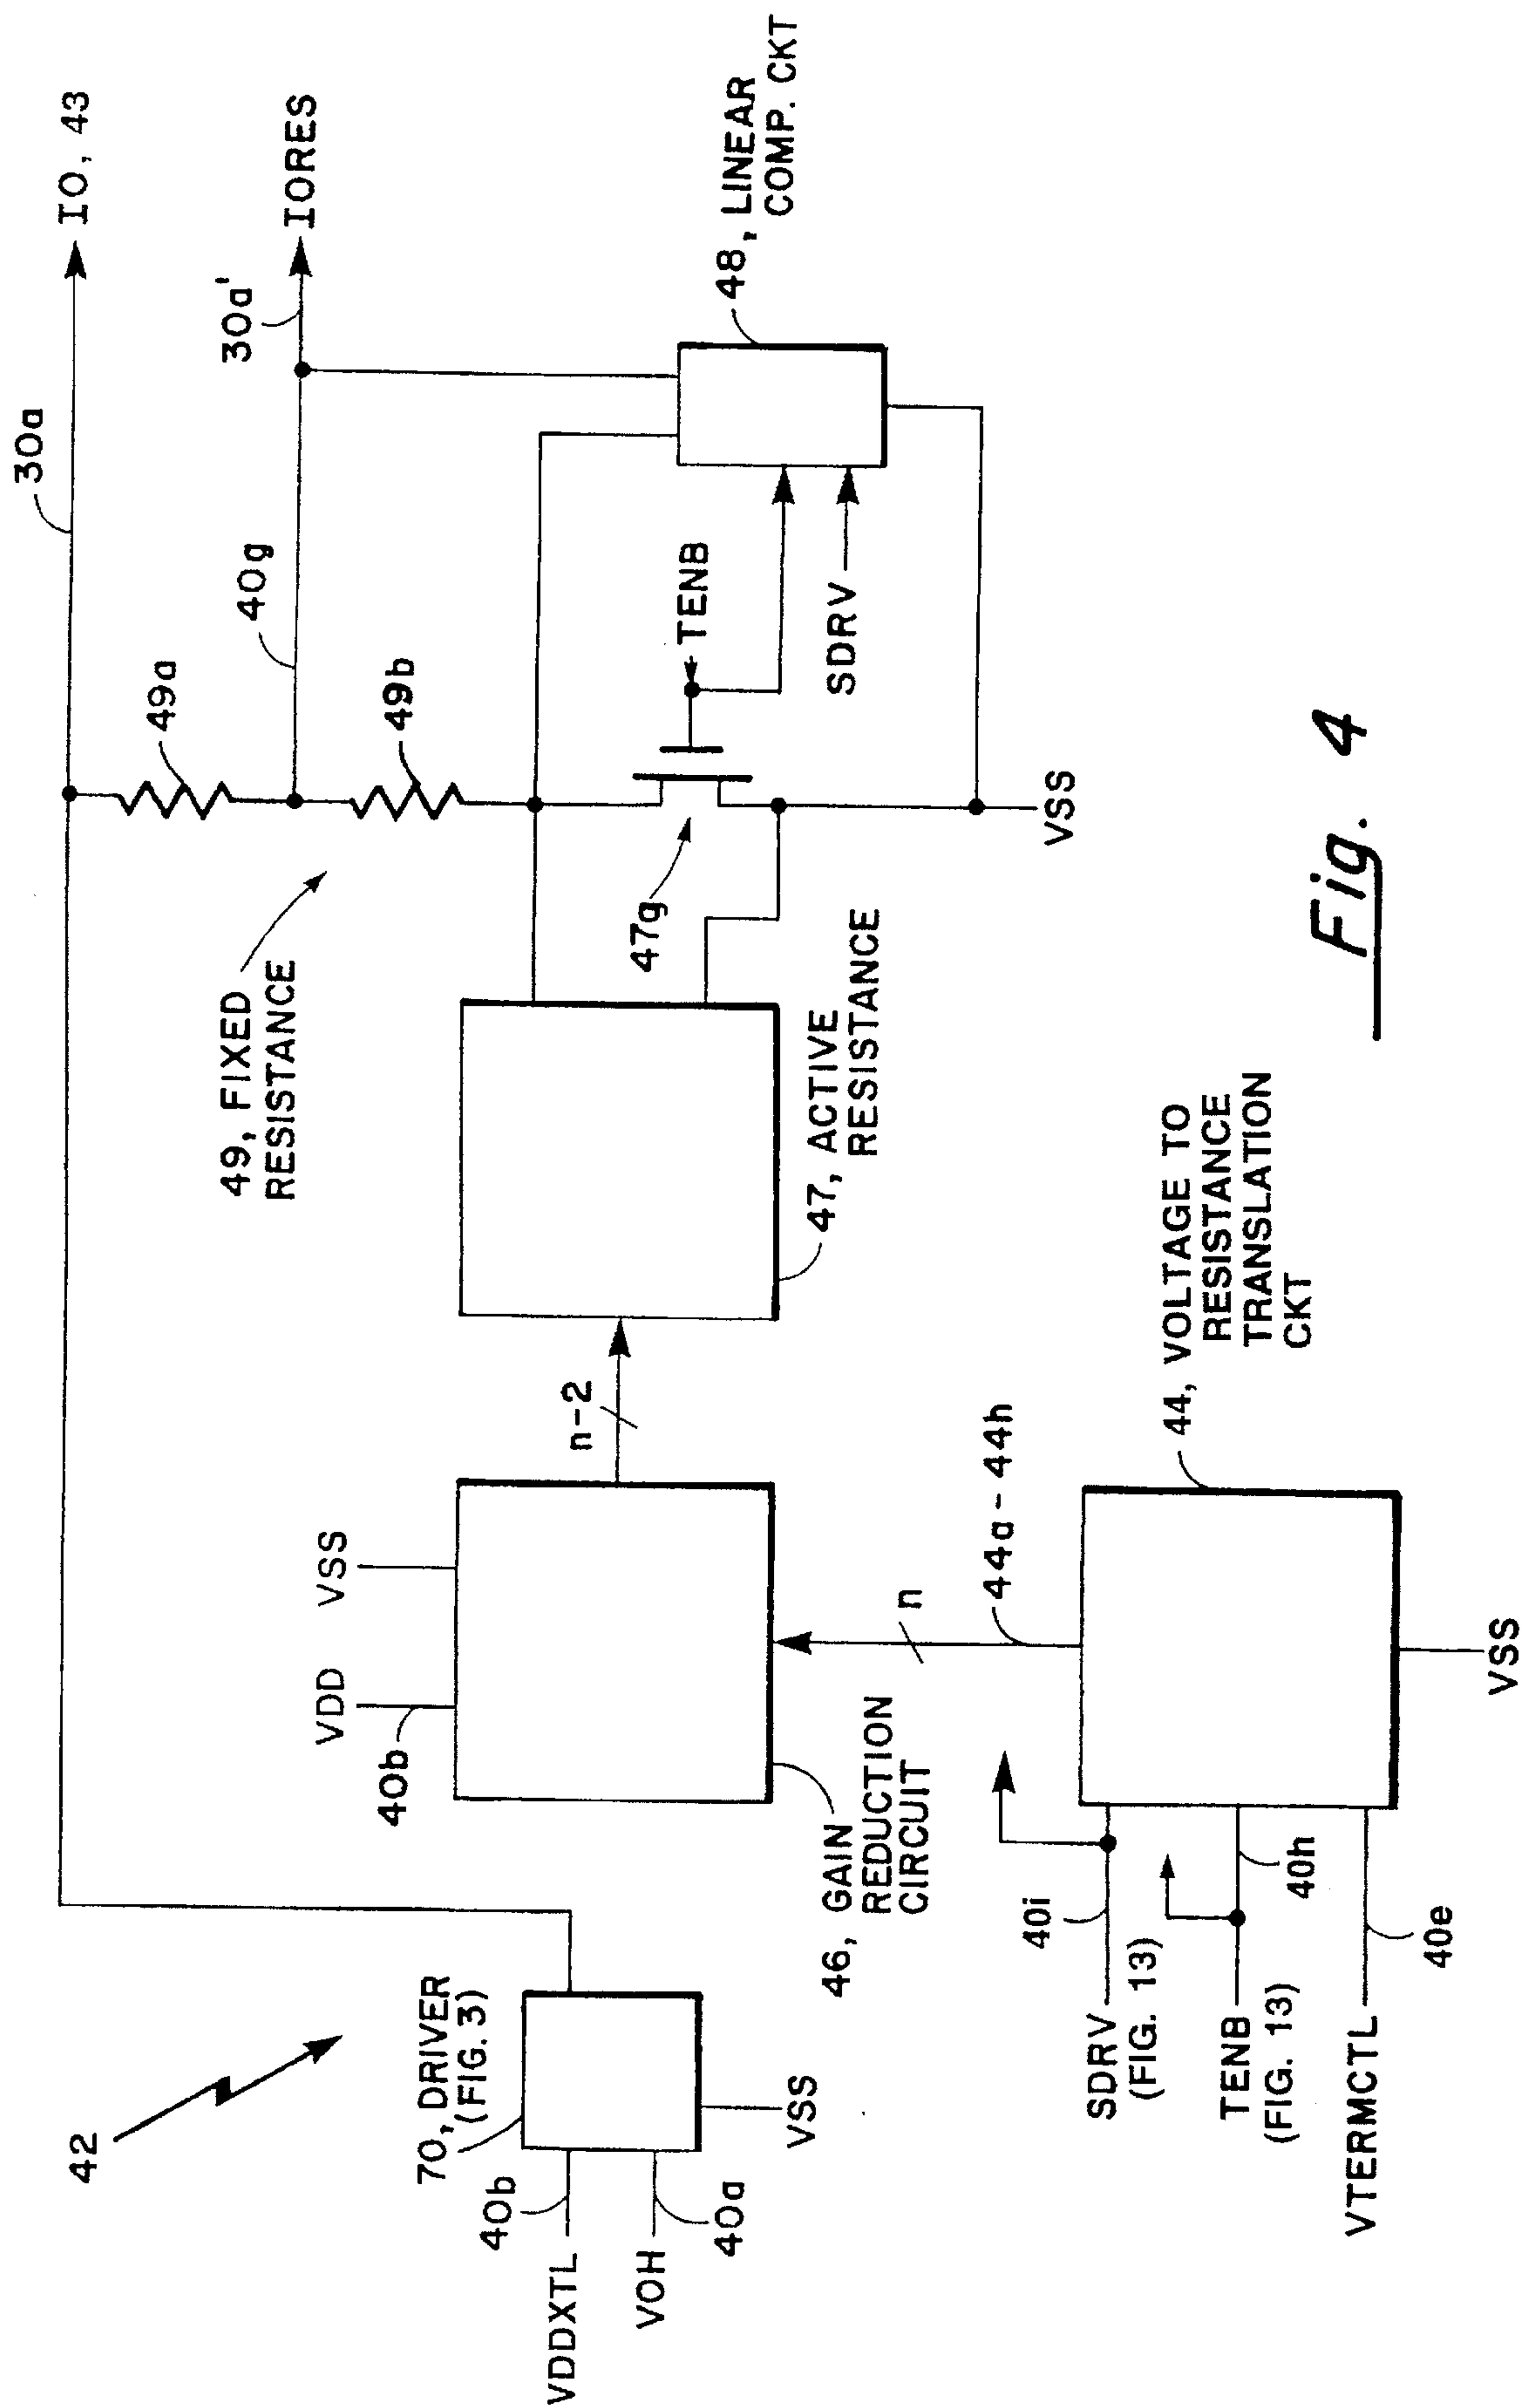 42
30a
IO, 43
49a
40g
30a'
IORES
49b
49, FIXED
RESISTANCE
VDD
VSS
40b
n-2
47g
TENB
SDRV
48, LINEAR
COMP. CKT
70, DRIVER
(FIG. 3)
VDDXTL
40b
VOH
40a
VSS
46, GAIN
REDUCTION
CIRCUIT
n
44a-44h
47, ACTIVE
RESISTANCE
VSS
SDRV
(FIG. 13)
40i
TENB
(FIG. 13)
40h
VTERMCTL
40e
VSS
44, VOLTAGE TO
RESISTANCE
TRANSLATION
CKT
Fig. 4